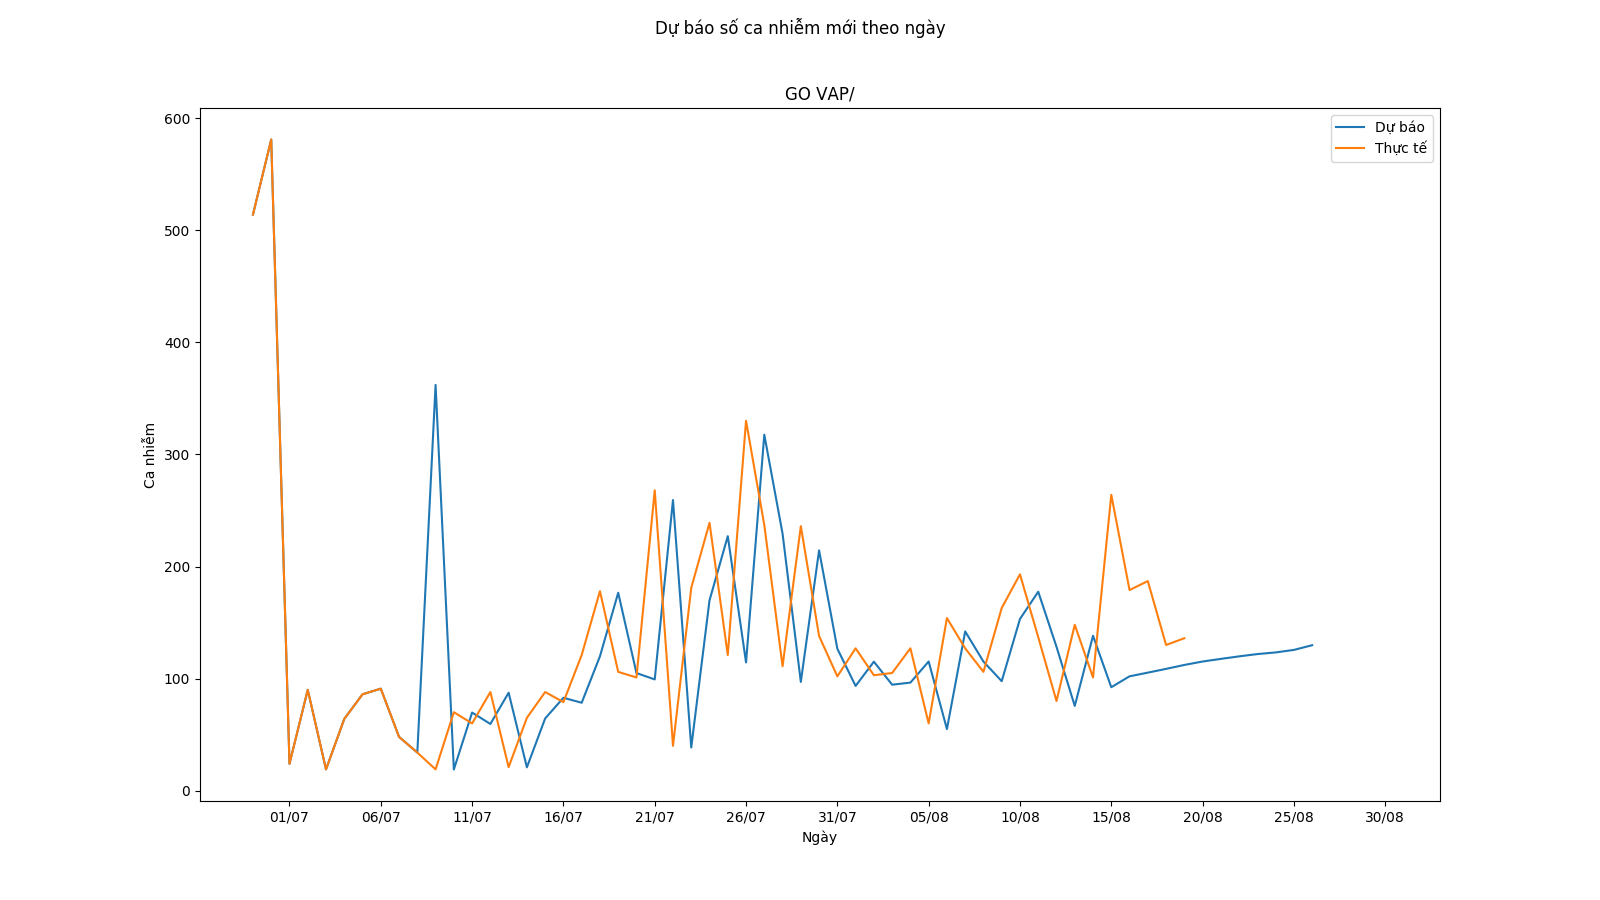 Dự báo số ca nhiễm mới theo ngày
GO VAP/
Dự báo
Thực tế
600
500
400
300
200
100
0
Ca nhiễm
01/07 06/07 11/07 16/07 21/07 26/07 31/07 05/08 10/08 15/08 20/08 25/08 30/08
Ngày